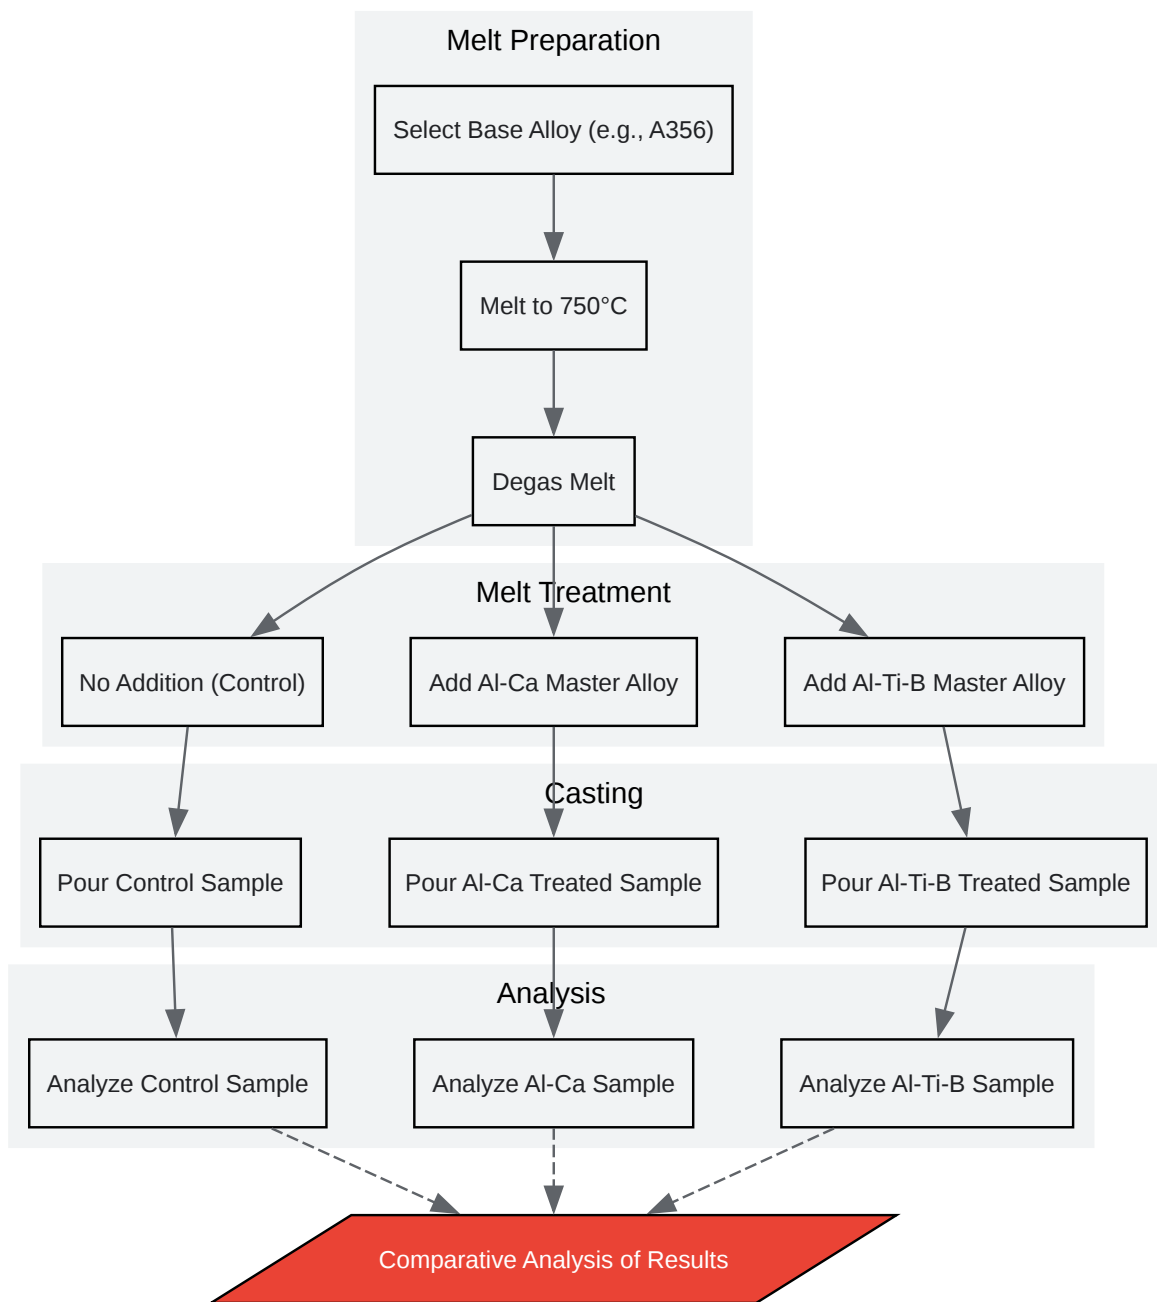 Melt Preparation
Select Base Alloy (e.g., A356)
Melt to 750°C
Degas Melt
Melt Treatment
No Addition (Control)
Add Al-Ca Master Alloy
Add Al-Ti-B Master Alloy
Casting
Pour Control Sample
Pour Al-Ca Treated Sample
Pour Al-Ti-B Treated Sample
Analysis
Analyze Control Sample
Analyze Al-Ca Sample
Analyze Al-Ti-B Sample
Comparative Analysis of Results